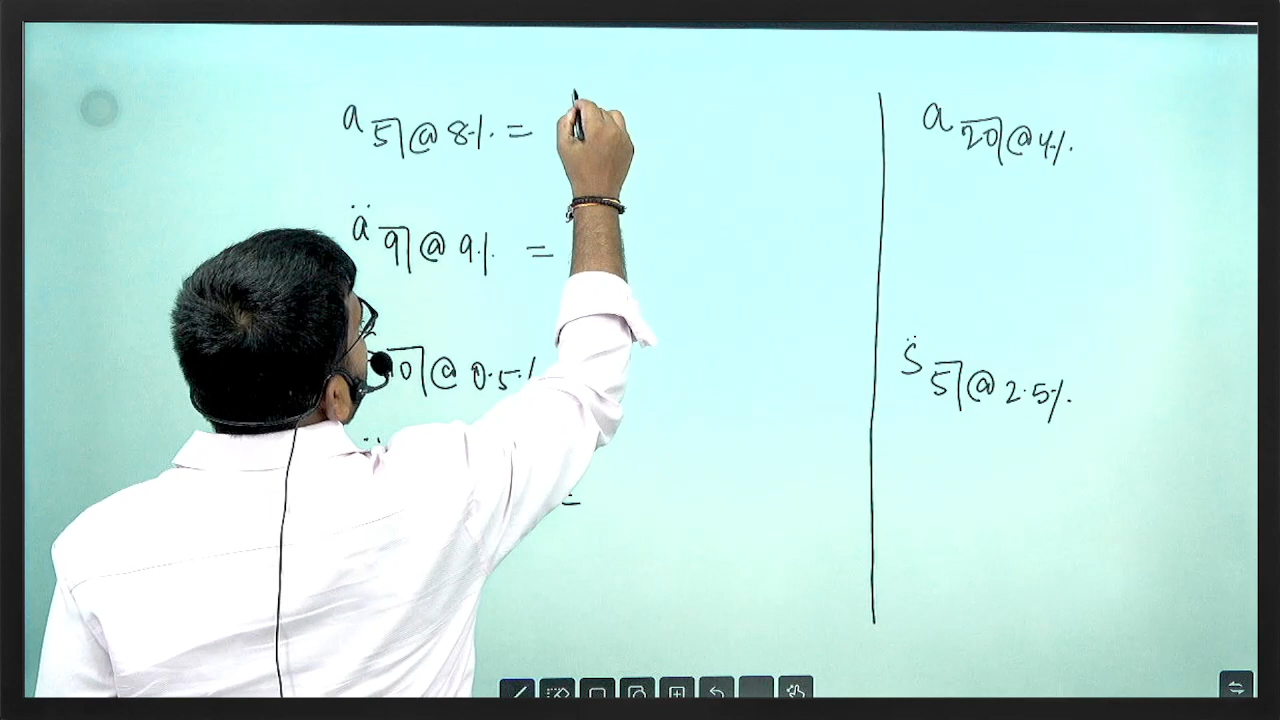 a 5̅| @ 8% =
ä 9̅| @ 9% =
0̅| @ 0.5%
=
a 20̅| @ 4%
s̈ 5̅| @ 2.5%